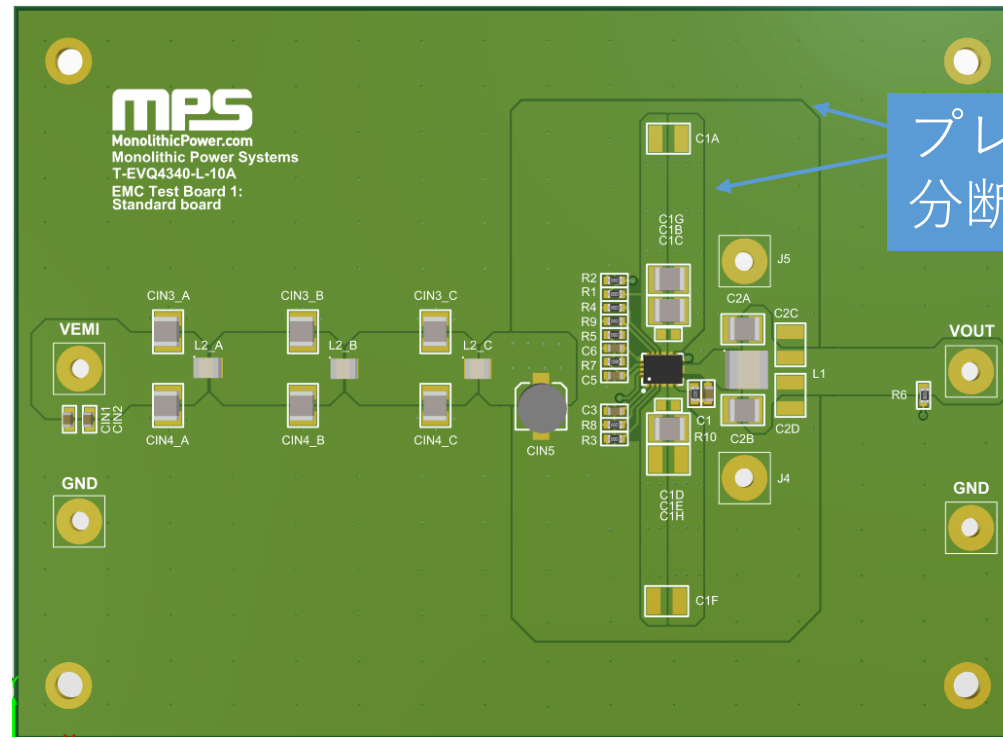 MPS
MonolithicPower.com
Monolithic Power Systems
T-EVQ4340-L-10A
EMC Test Board 1:
Standard board
プレ
分断
C1A
C1G
C1B
C1C
J5
R2
R1
R4
R9
R5
C6
R7
C5
C3
R8
R3
C2A
C2C
L1
C1
R10
C2B
C2D
C1D
C1E
C1H
J4
C1F
CIN3_A
CIN3_B
CIN3_C
VEMI
L2_A
L2_B
L2_C
CIN1
CIN2
CIN4_A
CIN4_B
CIN4_C
CIN5
GND
VOUT
R6
GND